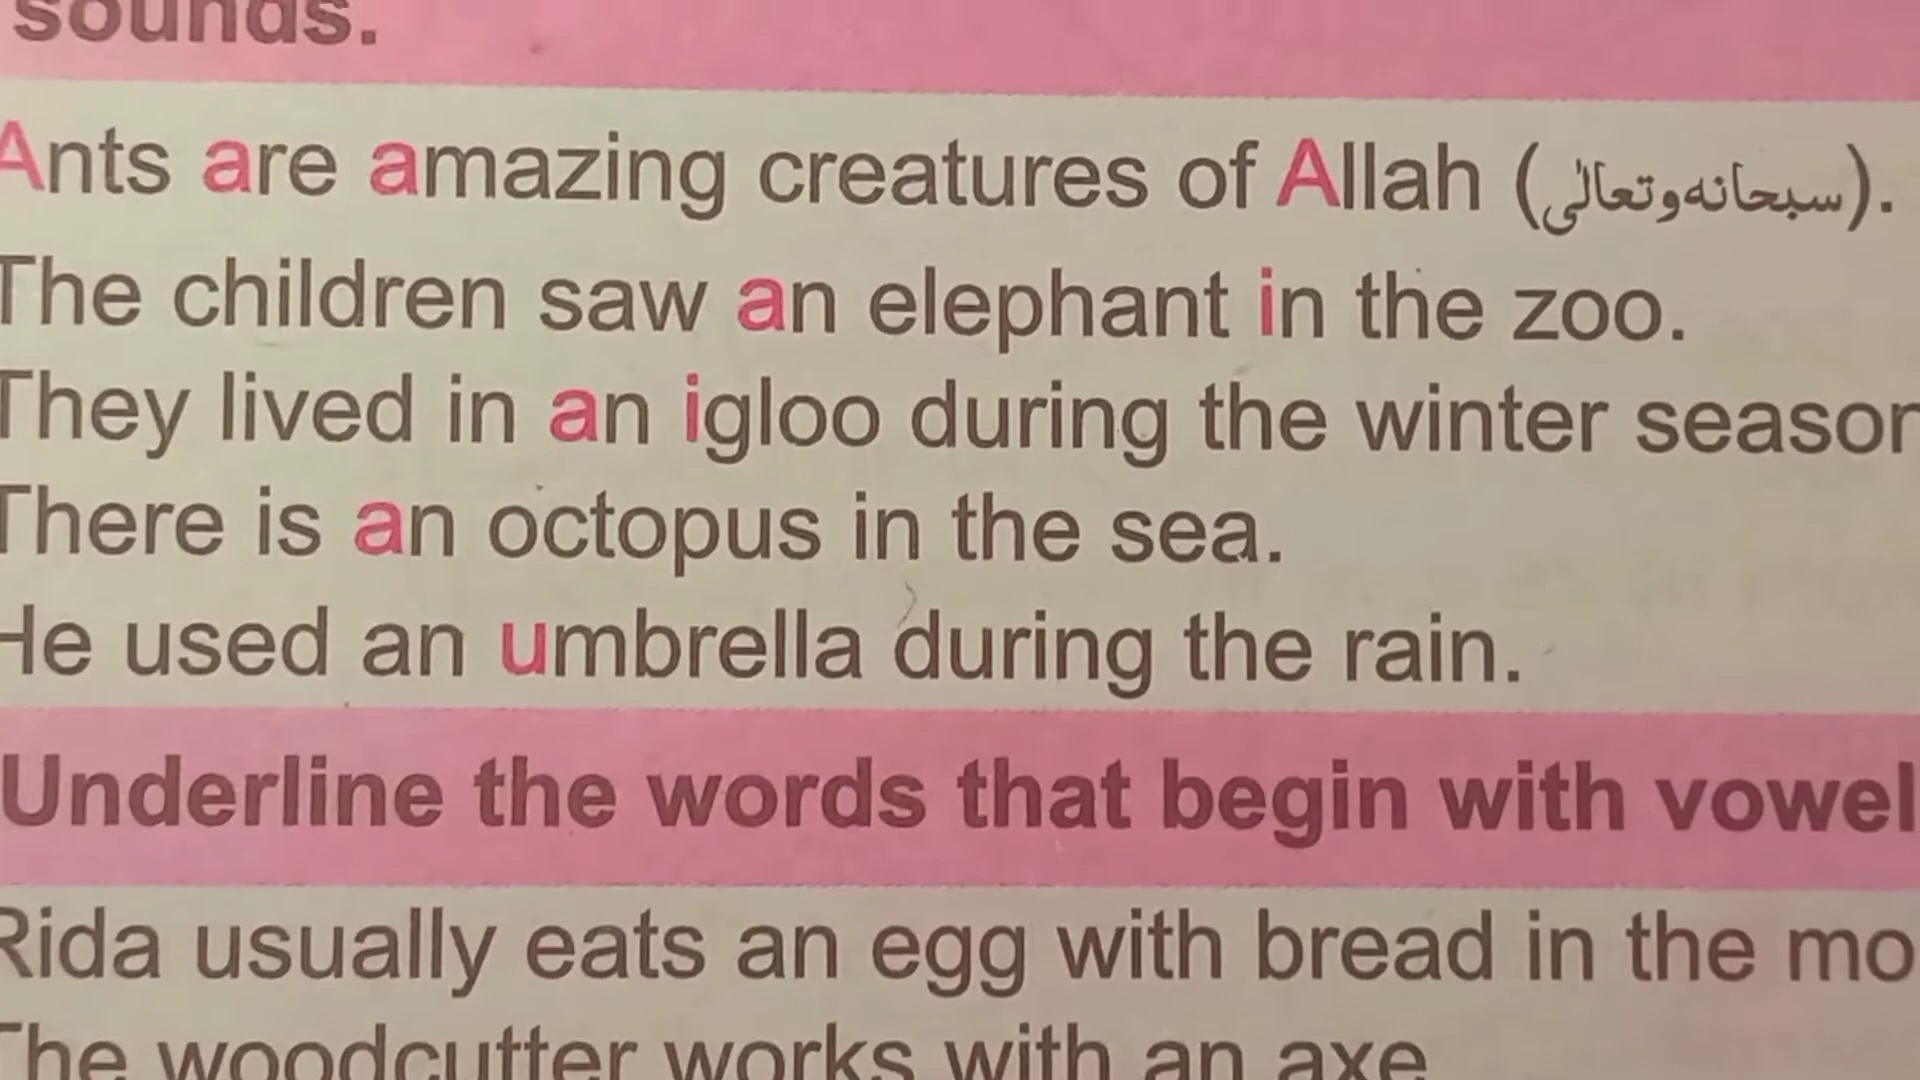 sounds.
Ants are amazing creatures of Allah (سبحانه وتعالى).
The children saw an elephant in the zoo.
They lived in an igloo during the winter season
There is an octopus in the sea.
He used an umbrella during the rain.
Underline the words that begin with vowel
Rida usually eats an egg with bread in the mo
The woodcutter works with an axe